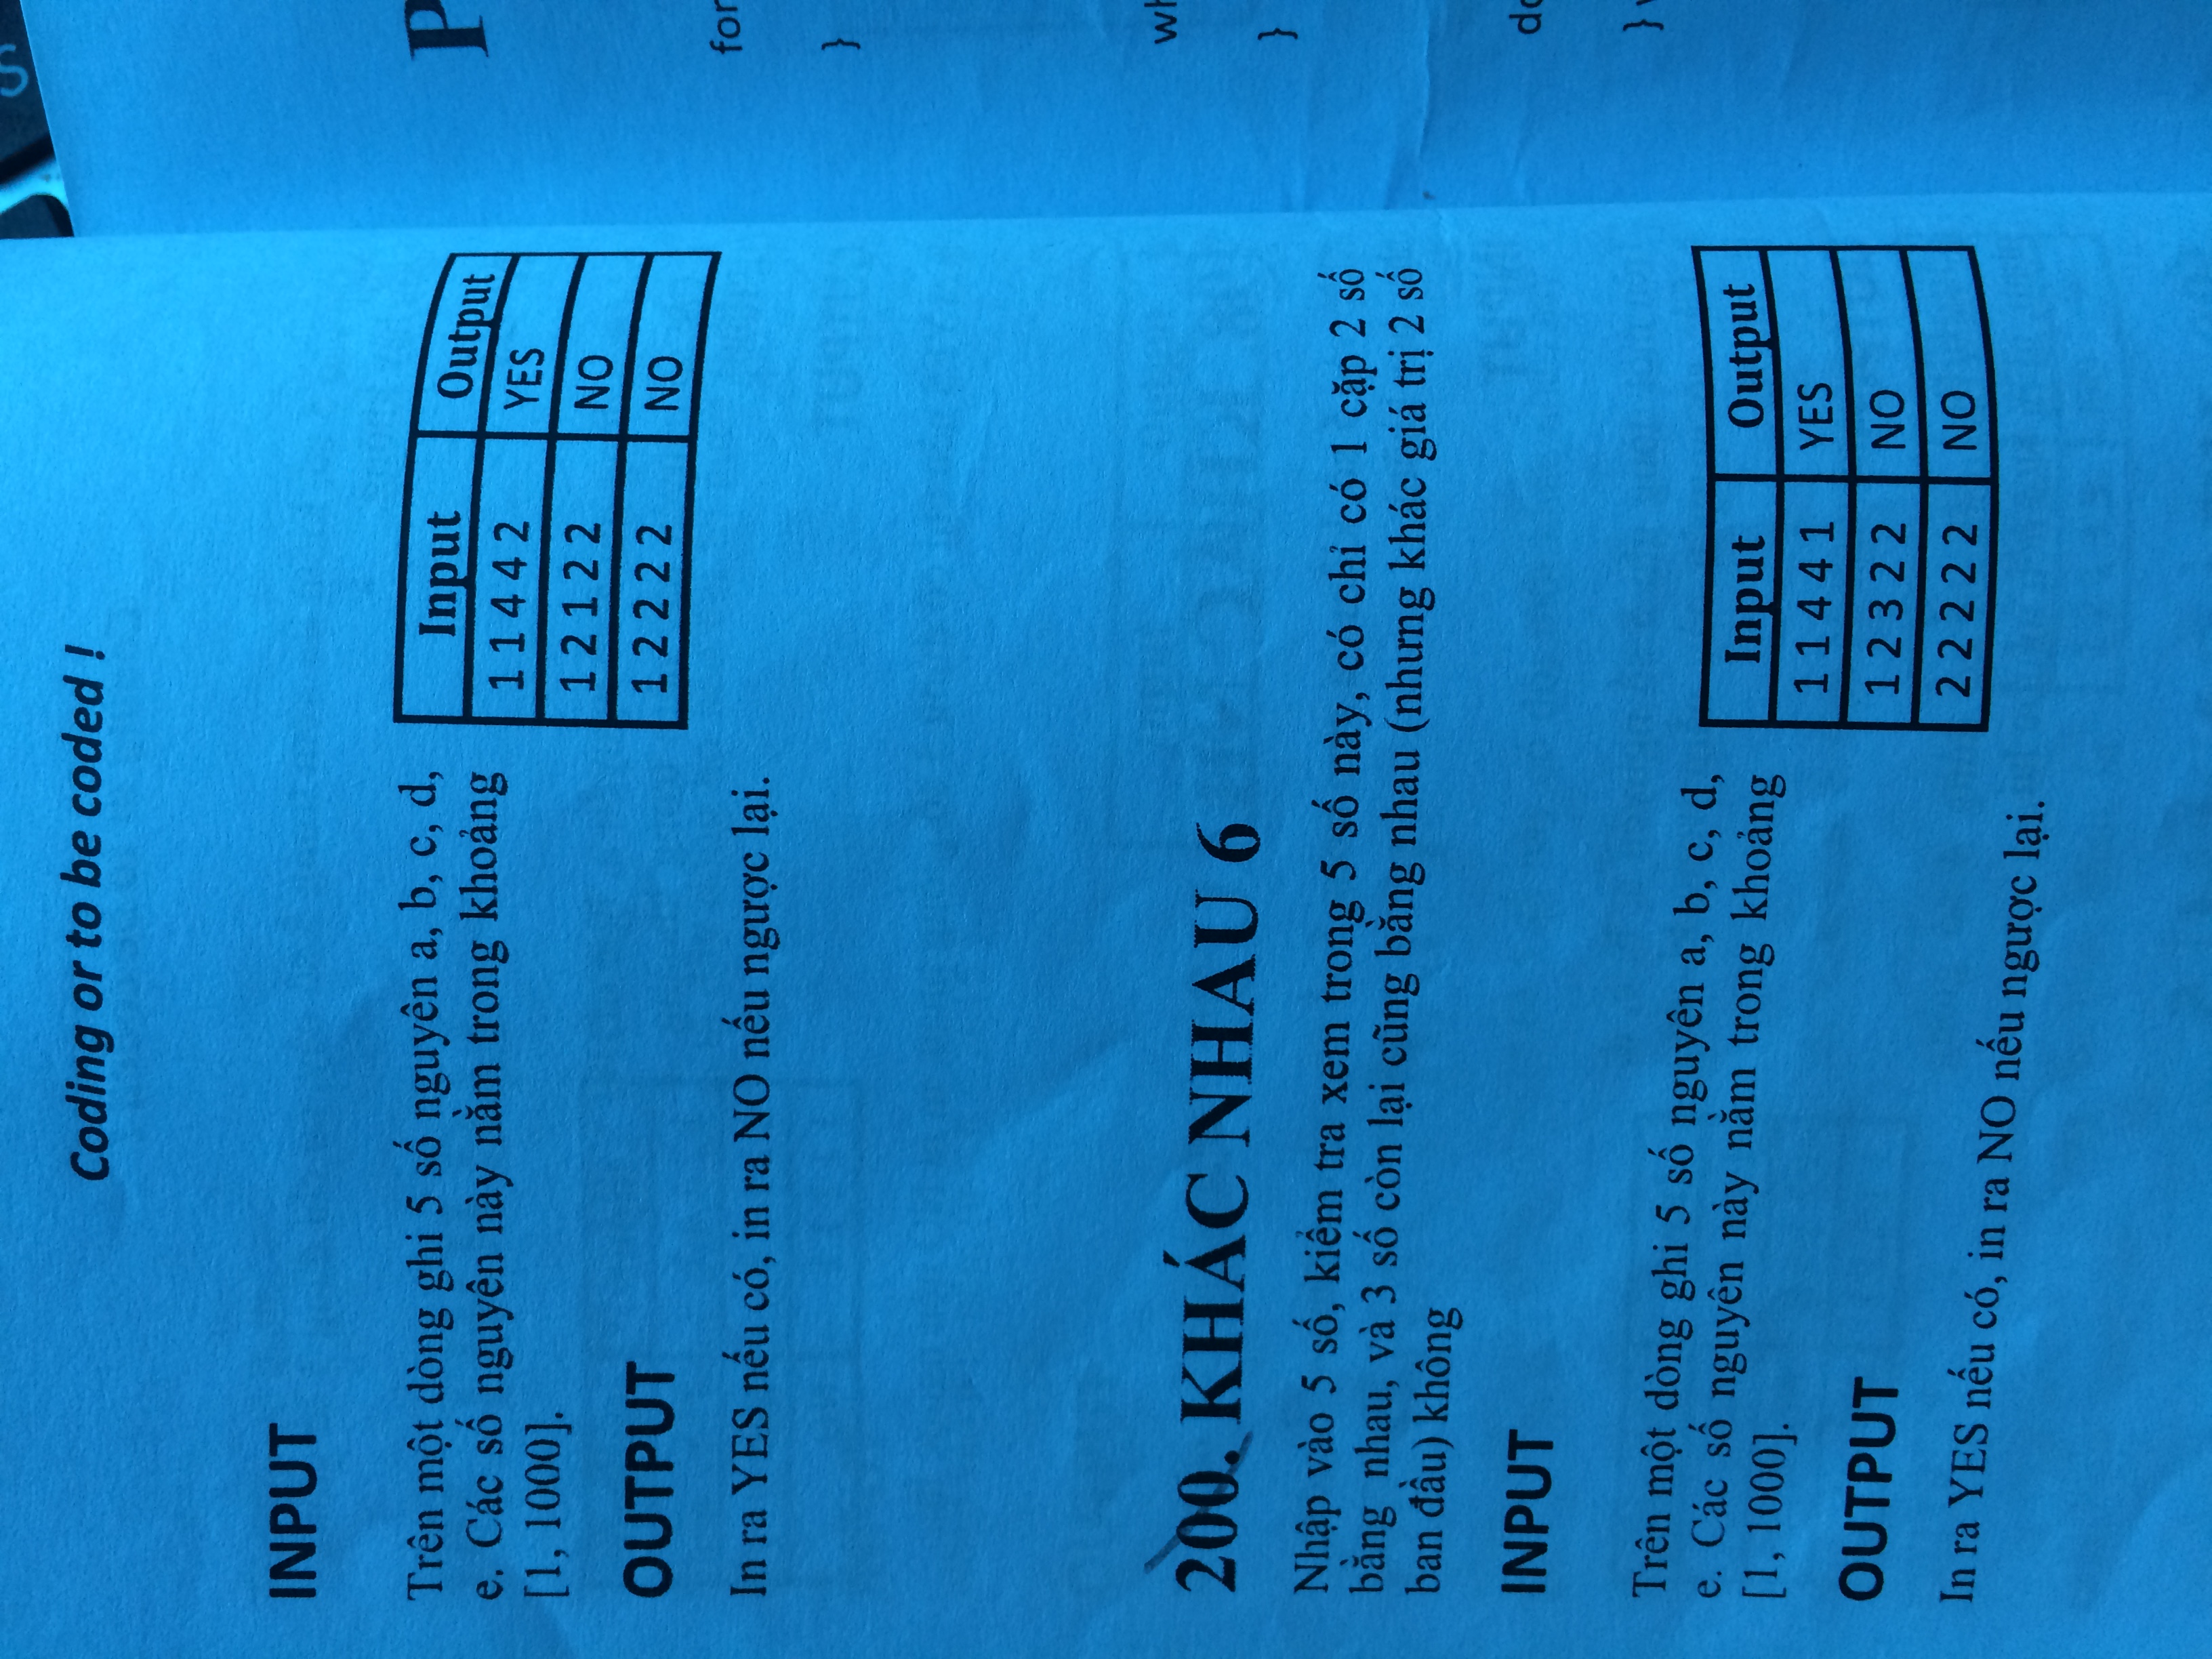 Coding or to be coded !
INPUT
Trên một dòng ghi 5 số nguyên a, b, c, d,
e. Các số nguyên này nằm trong khoảng
[1, 1000].
Input Output
1 1 4 4 2 YES
1 2 1 2 2 NO
1 2 2 2 2 NO
OUTPUT
In ra YES nếu có, in ra NO nếu ngược lại.
200. KHÁC NHAU 6
Nhập vào 5 số, kiểm tra xem trong 5 số này, có chỉ có 1 cặp 2 số
bằng nhau, và 3 số còn lại cũng bằng nhau (nhưng khác giá trị 2 số
ban đầu) không
INPUT
Trên một dòng ghi 5 số nguyên a, b, c, d,
e. Các số nguyên này nằm trong khoảng
[1, 1000].
Input Output
1 1 4 4 1 YES
1 2 3 2 2 NO
2 2 2 2 2 NO
OUTPUT
In ra YES nếu có, in ra NO nếu ngược lại.
for
}
}
}